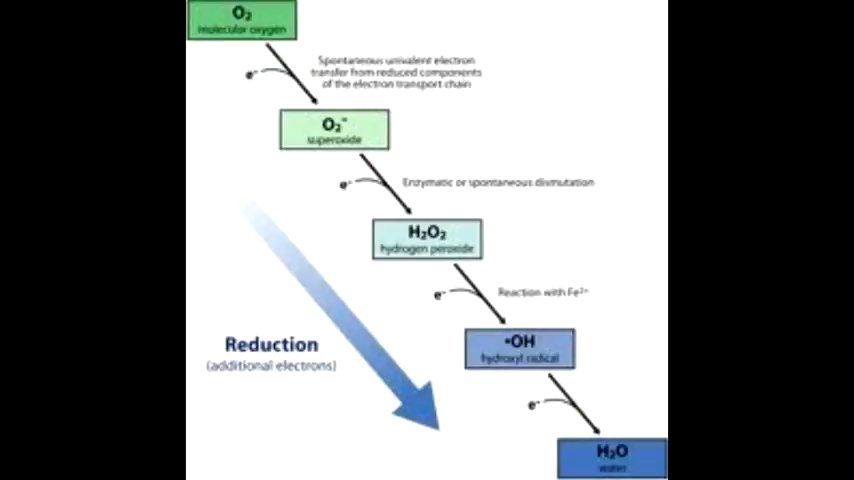 O₂
molecular oxygen
e⁻
Spontaneous univalent electron
transfer from reduced components
of the electron transport chain
O₂⁻
superoxide
e⁻
Enzymatic or spontaneous dismutation
H₂O₂
hydrogen peroxide
e⁻
Reaction with Fe²⁺
•OH
hydroxyl radical
Reduction
(additional electrons)
e⁻
H₂O
water